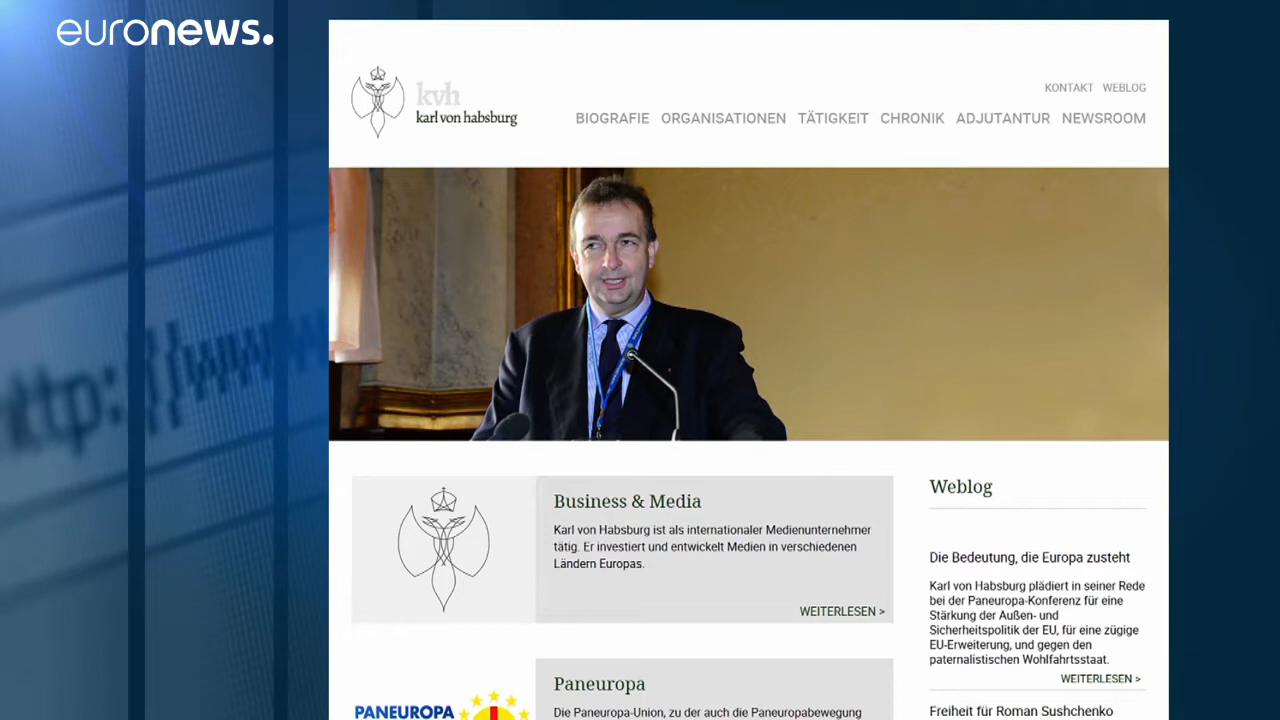 euronews.
kvh
karl von habsburg
KONTAKT WEBLOG
BIOGRAFIE ORGANISATIONEN TÄTIGKEIT CHRONIK ADJUTANTUR NEWSROOM
http://www
Business & Media
Karl von Habsburg ist als internationaler Medienunternehmer
tätig. Er investiert und entwickelt Medien in verschiedenen
Ländern Europas.
WEITERLESEN >
Paneuropa
PANEUROPA
Die Paneuropa-Union, zu der auch die Paneuropabewegung
Weblog
Die Bedeutung, die Europa zusteht
Karl von Habsburg plädiert in seiner Rede
bei der Paneuropa-Konferenz für eine
Stärkung der Außen- und
Sicherheitspolitik der EU, für eine zügige
EU-Erweiterung, und gegen den
paternalistischen Wohlfahrtsstaat.
WEITERLESEN >
Freiheit für Roman Sushchenko